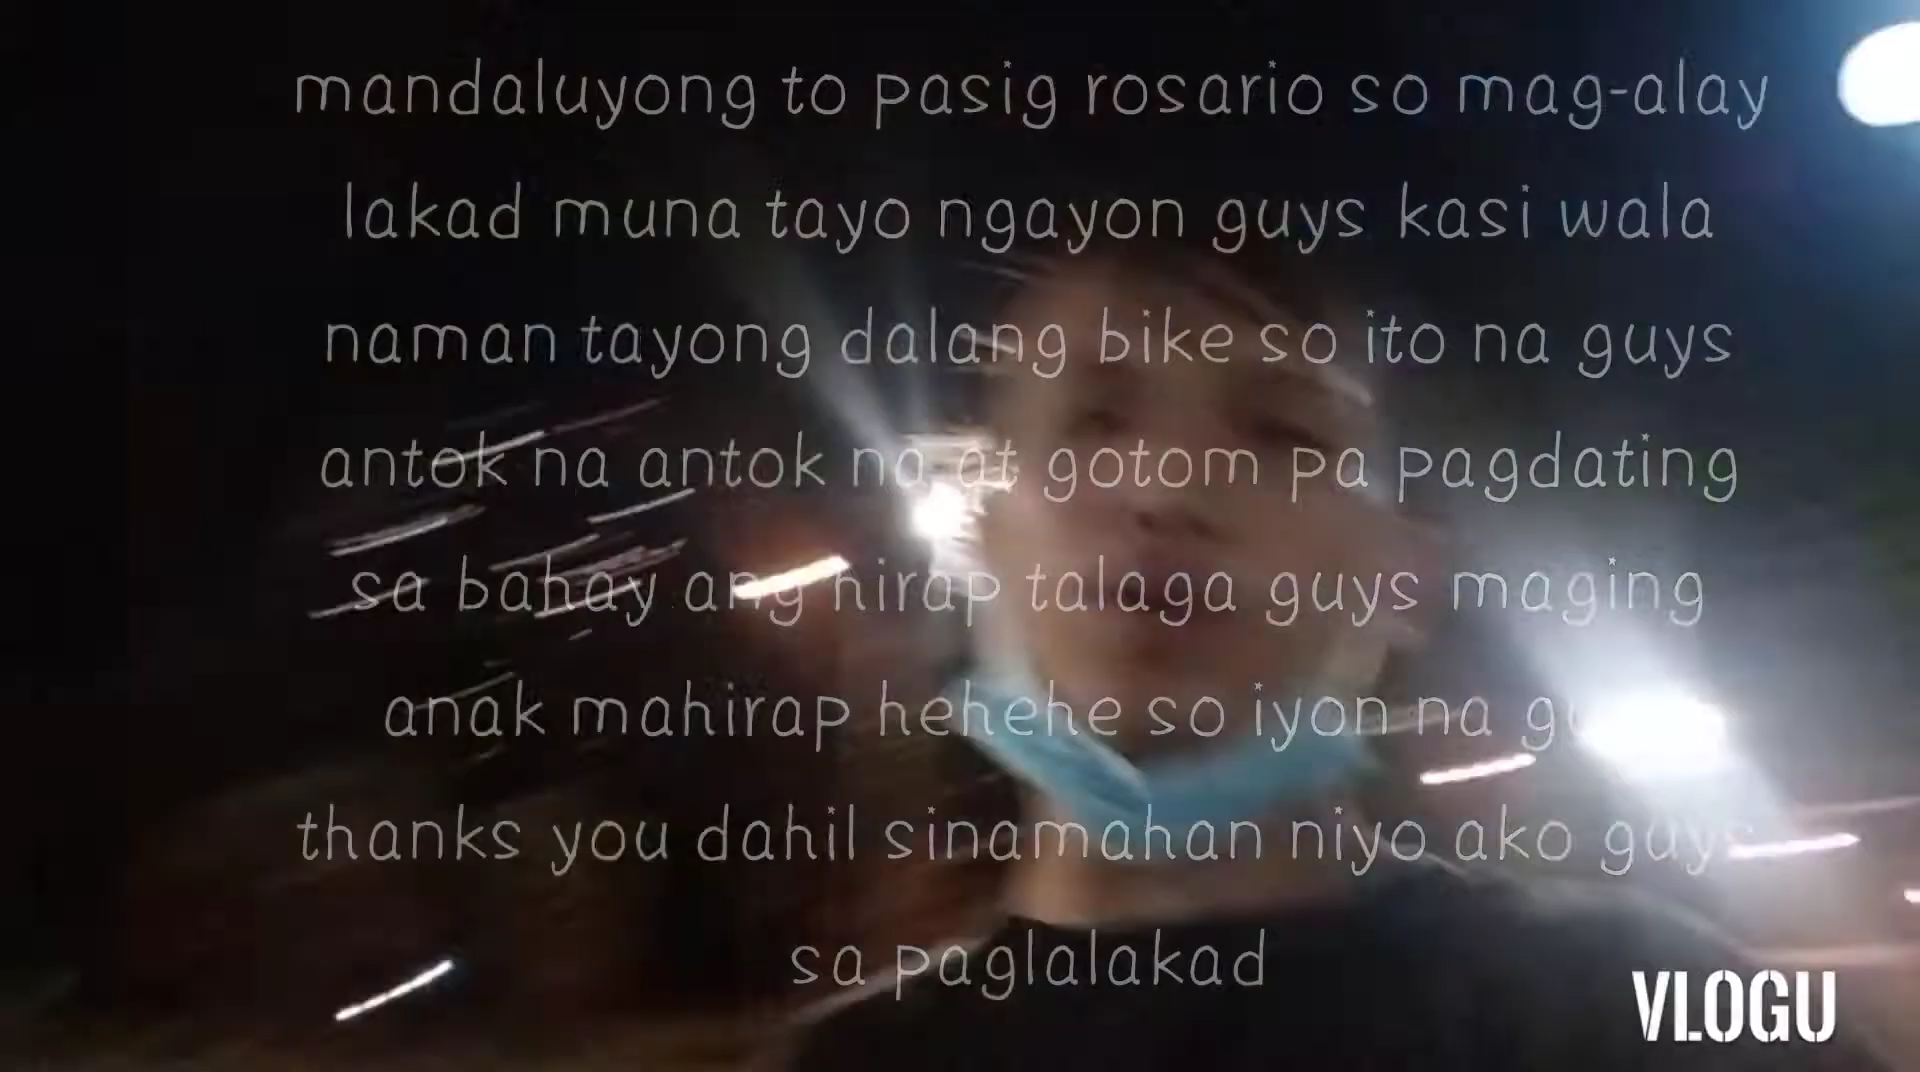 mandaluyong to pasig rosario so mag-alay
lakad muna tayo ngayon guys kasi wala
naman tayong dalang bike so ito na guys
antok na antok na at gotom pa pagdating
sa bahay ang hirap talaga guys maging
anak mahirap hehehe so iyon na
thanks you dahil sinamahan niyo ako guys
sa paglalakad
VLOGU